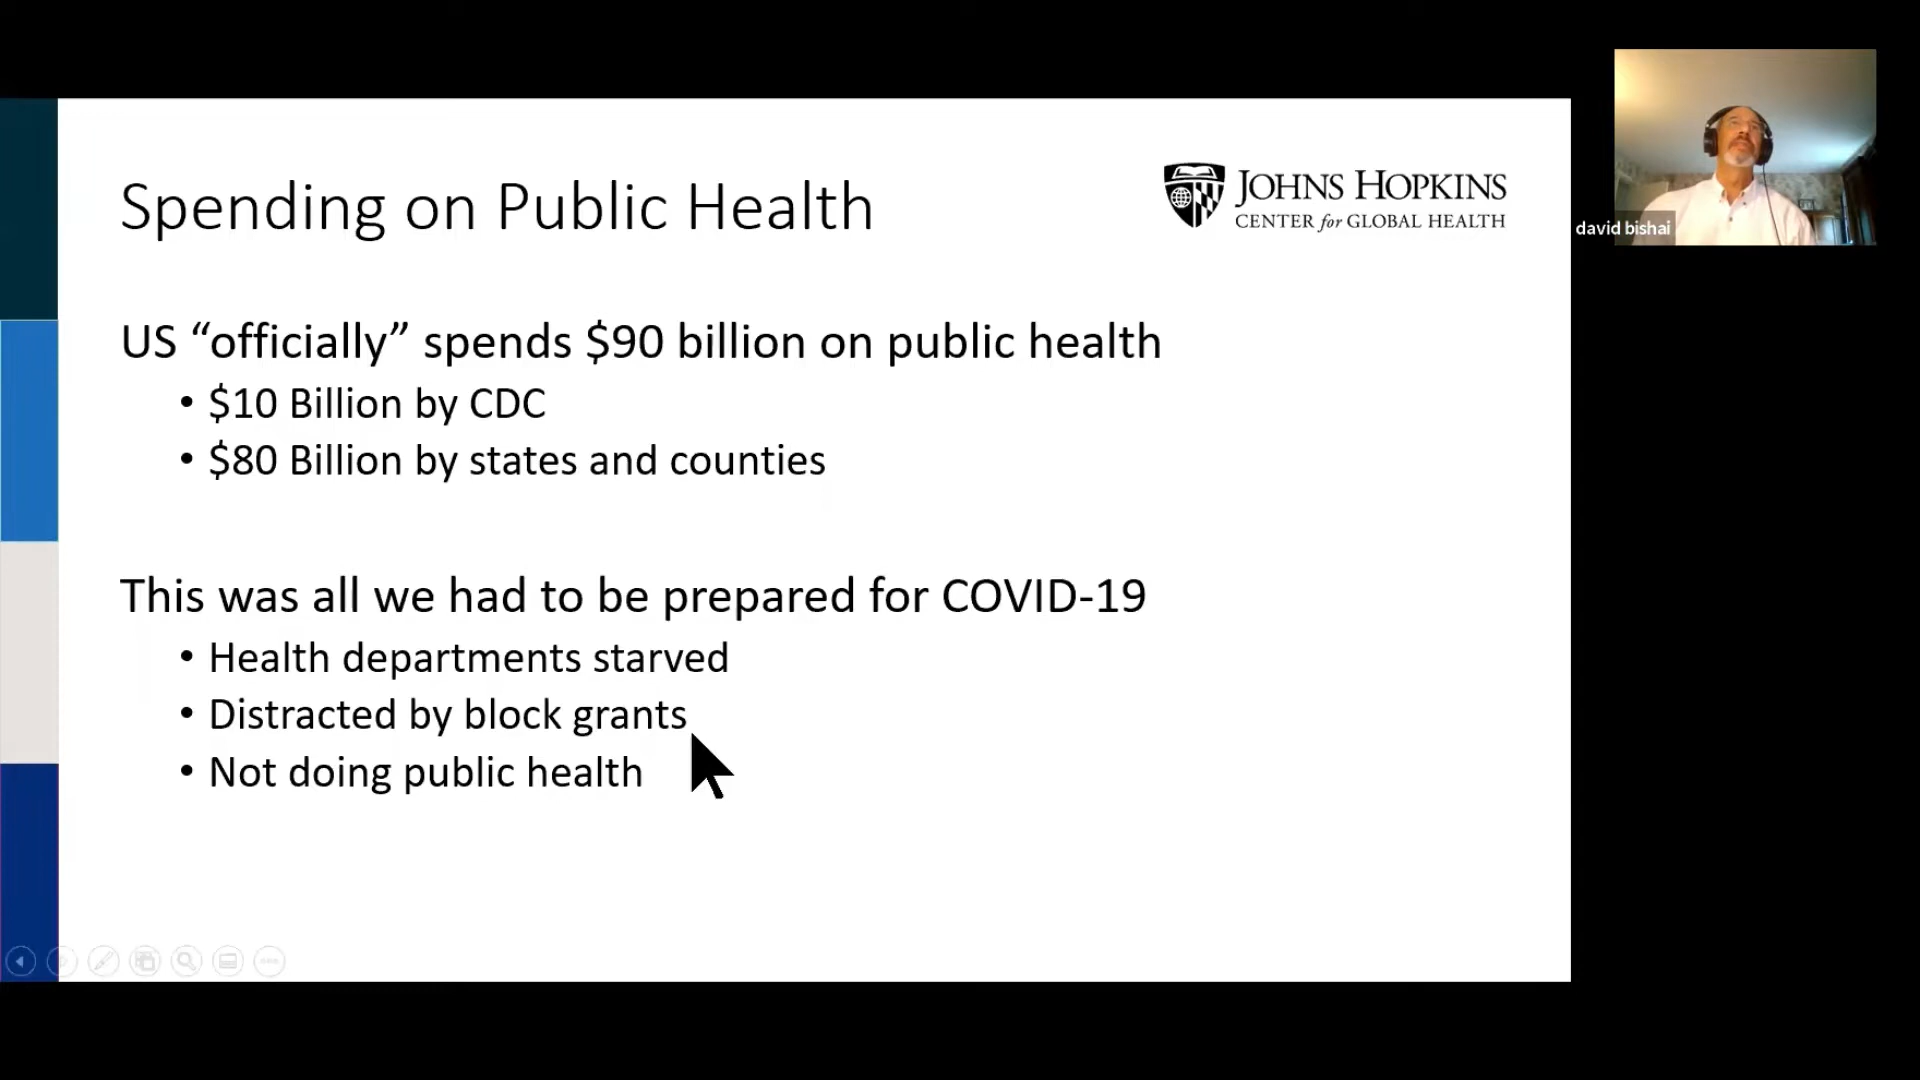 Spending on Public Health
JOHNS HOPKINS
CENTER for GLOBAL HEALTH
david bishai
US “officially” spends $90 billion on public health
• $10 Billion by CDC
• $80 Billion by states and counties
This was all we had to be prepared for COVID-19
• Health departments starved
• Distracted by block grants
• Not doing public health